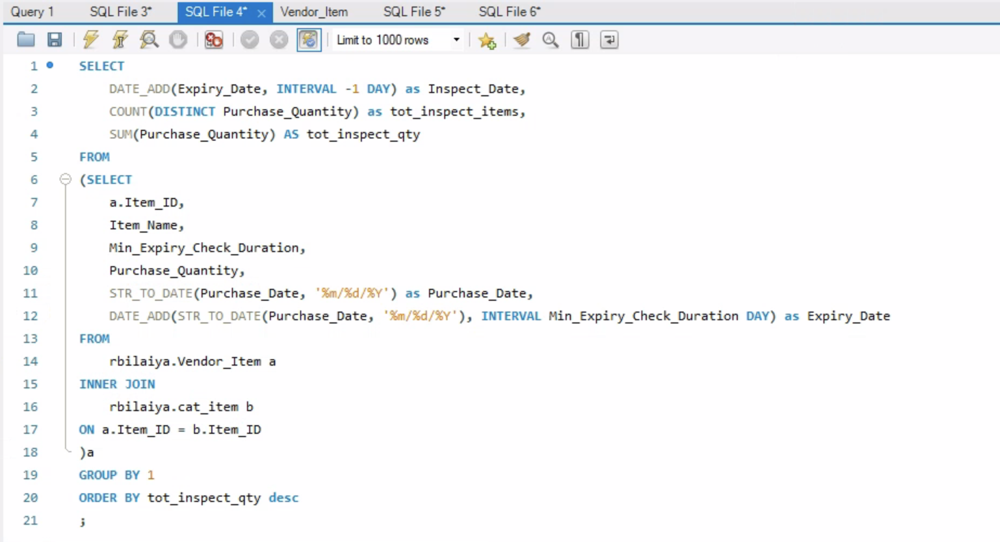 Query 1 SQL File 3* SQL File 4* Vendor_Item SQL File 5* SQL File 6*
Limit to 1000 rows
1 SELECT
2 DATE_ADD(Expiry_Date, INTERVAL -1 DAY) as Inspect_Date,
3 COUNT(DISTINCT Purchase_Quantity) as tot_inspect_items,
4 SUM(Purchase_Quantity) AS tot_inspect_qty
5 FROM
6 (SELECT
7 a.Item_ID,
8 Item_Name,
9 Min_Expiry_Check_Duration,
10 Purchase_Quantity,
11 STR_TO_DATE(Purchase_Date, '%m/%d/%Y') as Purchase_Date,
12 DATE_ADD(STR_TO_DATE(Purchase_Date, '%m/%d/%Y'), INTERVAL Min_Expiry_Check_Duration DAY) as Expiry_Date
13 FROM
14 rbilaiya.Vendor_Item a
15 INNER JOIN
16 rbilaiya.cat_item b
17 ON a.Item_ID = b.Item_ID
18 )a
19 GROUP BY 1
20 ORDER BY tot_inspect_qty desc
21 ;